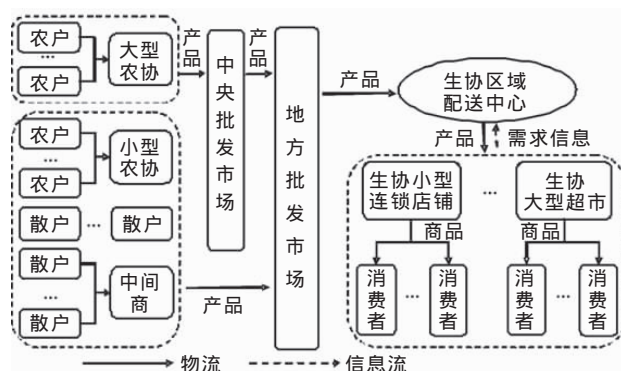 农户
…
农户
大型
农协
农户
…
农户
小型
农协
散户
…
散户
散户
…
散户
中间
商
产品
中央批发市场
产品
产品
地方批发市场
产品
生协区域
配送中心
产品
需求信息
生协小型
连锁店铺
…
生协
大型超市
商品
商品
消费者
…
消费者
消费者
…
消费者
物流
信息流